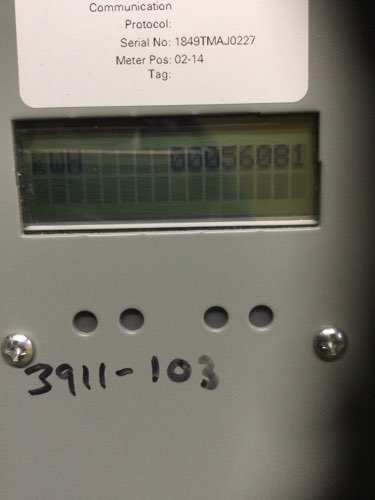 Communication
Protocol:
Serial No: 1849TMAJ0227
Meter Pos: 02-14
Tag:
KWH 00056081
3911-103